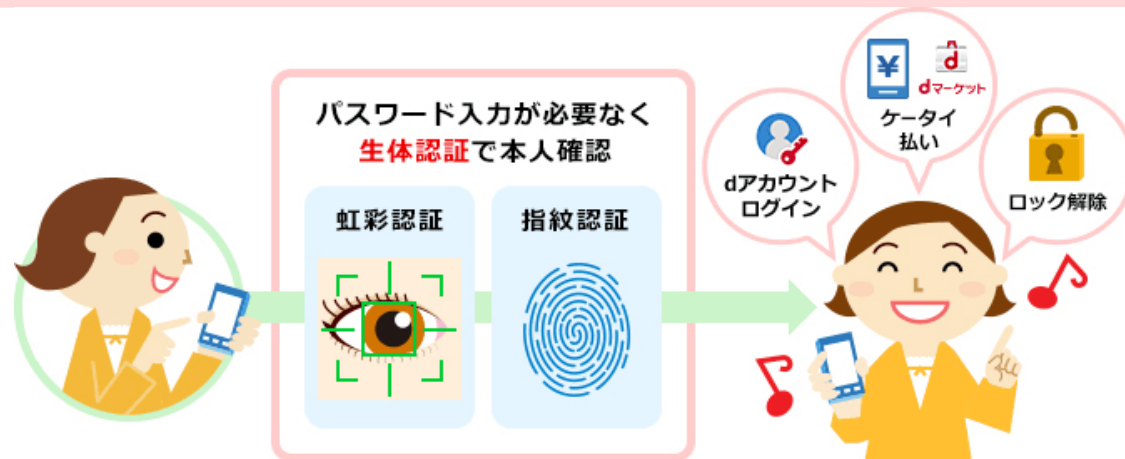 パスワード入力が必要なく
生体認証で本人確認
虹彩認証
指紋認証
dアカウント
ログイン
¥
d
dマーケット
ケータイ
払い
ロック解除